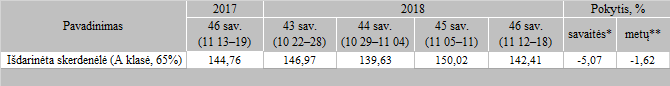 Pavadinimas 2017 2018 Pokytis, %
46 sav. (11 13–19) 43 sav. (10 22–28) 44 sav. (10 29–11 04) 45 sav. (11 05–11) 46 sav. (11 12–18) savaitės* metų**
Išdarinėta skerdenėlė (A klasė, 65%) 144,76 146,97 139,63 150,02 142,41 -5,07 -1,62